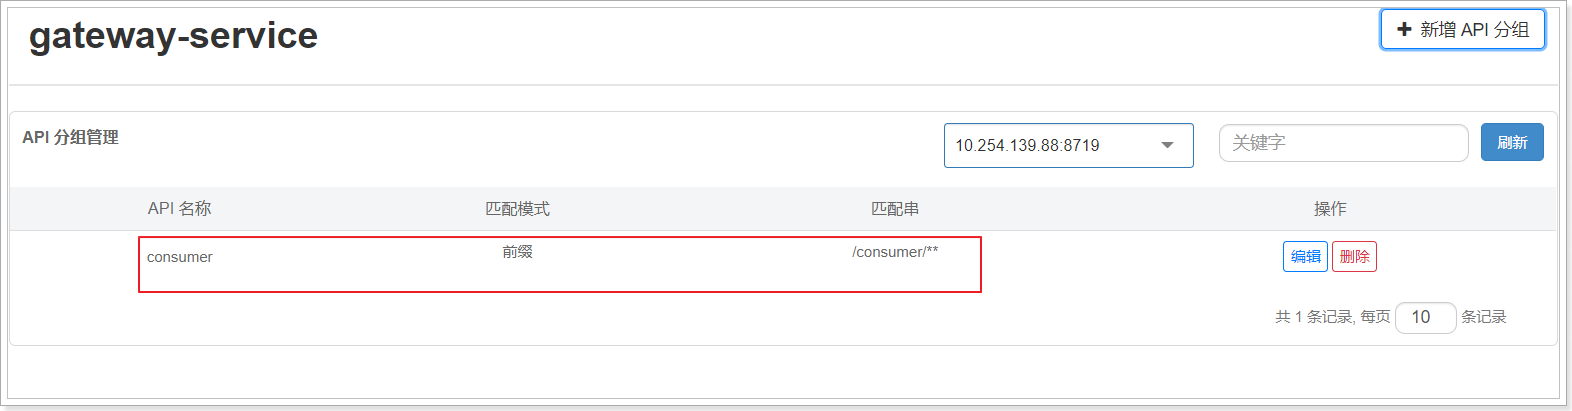 gateway-service
新增 API 分组
API 分组管理
10.254.139.88:8719
关键字
刷新
API 名称 匹配模式 匹配串 操作
consumer 前缀 /consumer/** 编辑 删除
共 1 条记录, 每页 10 条记录